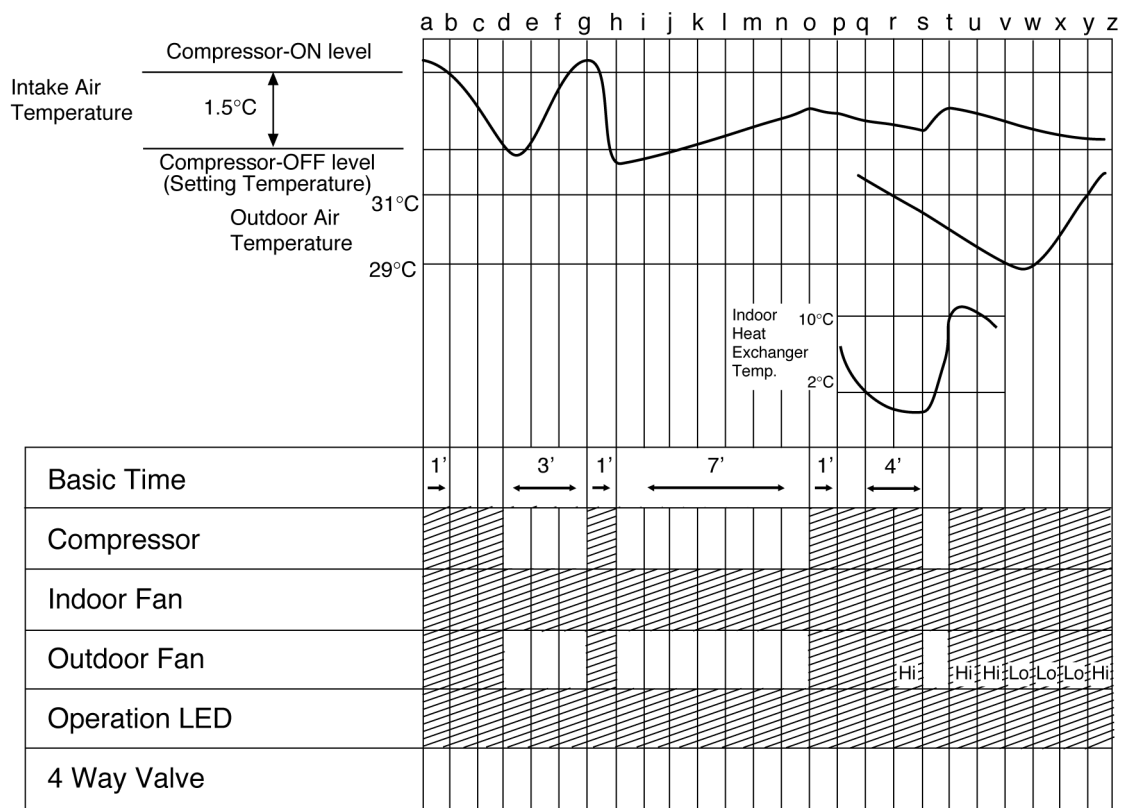 a b c d e f g h i j k l m n o p q r s t u v w x y z
Compressor-ON level
Intake Air
Temperature
1.5°C
Compressor-OFF level
(Setting Temperature)
31°C
Outdoor Air
Temperature
29°C
Indoor
Heat
Exchanger
Temp.
10°C
2°C
Basic Time 1’ 3’ 1’ 7’ 1’ 4’
Compressor
Indoor Fan
Outdoor Fan Hi Hi Hi Lo Lo Lo Hi
Operation LED
4 Way Valve